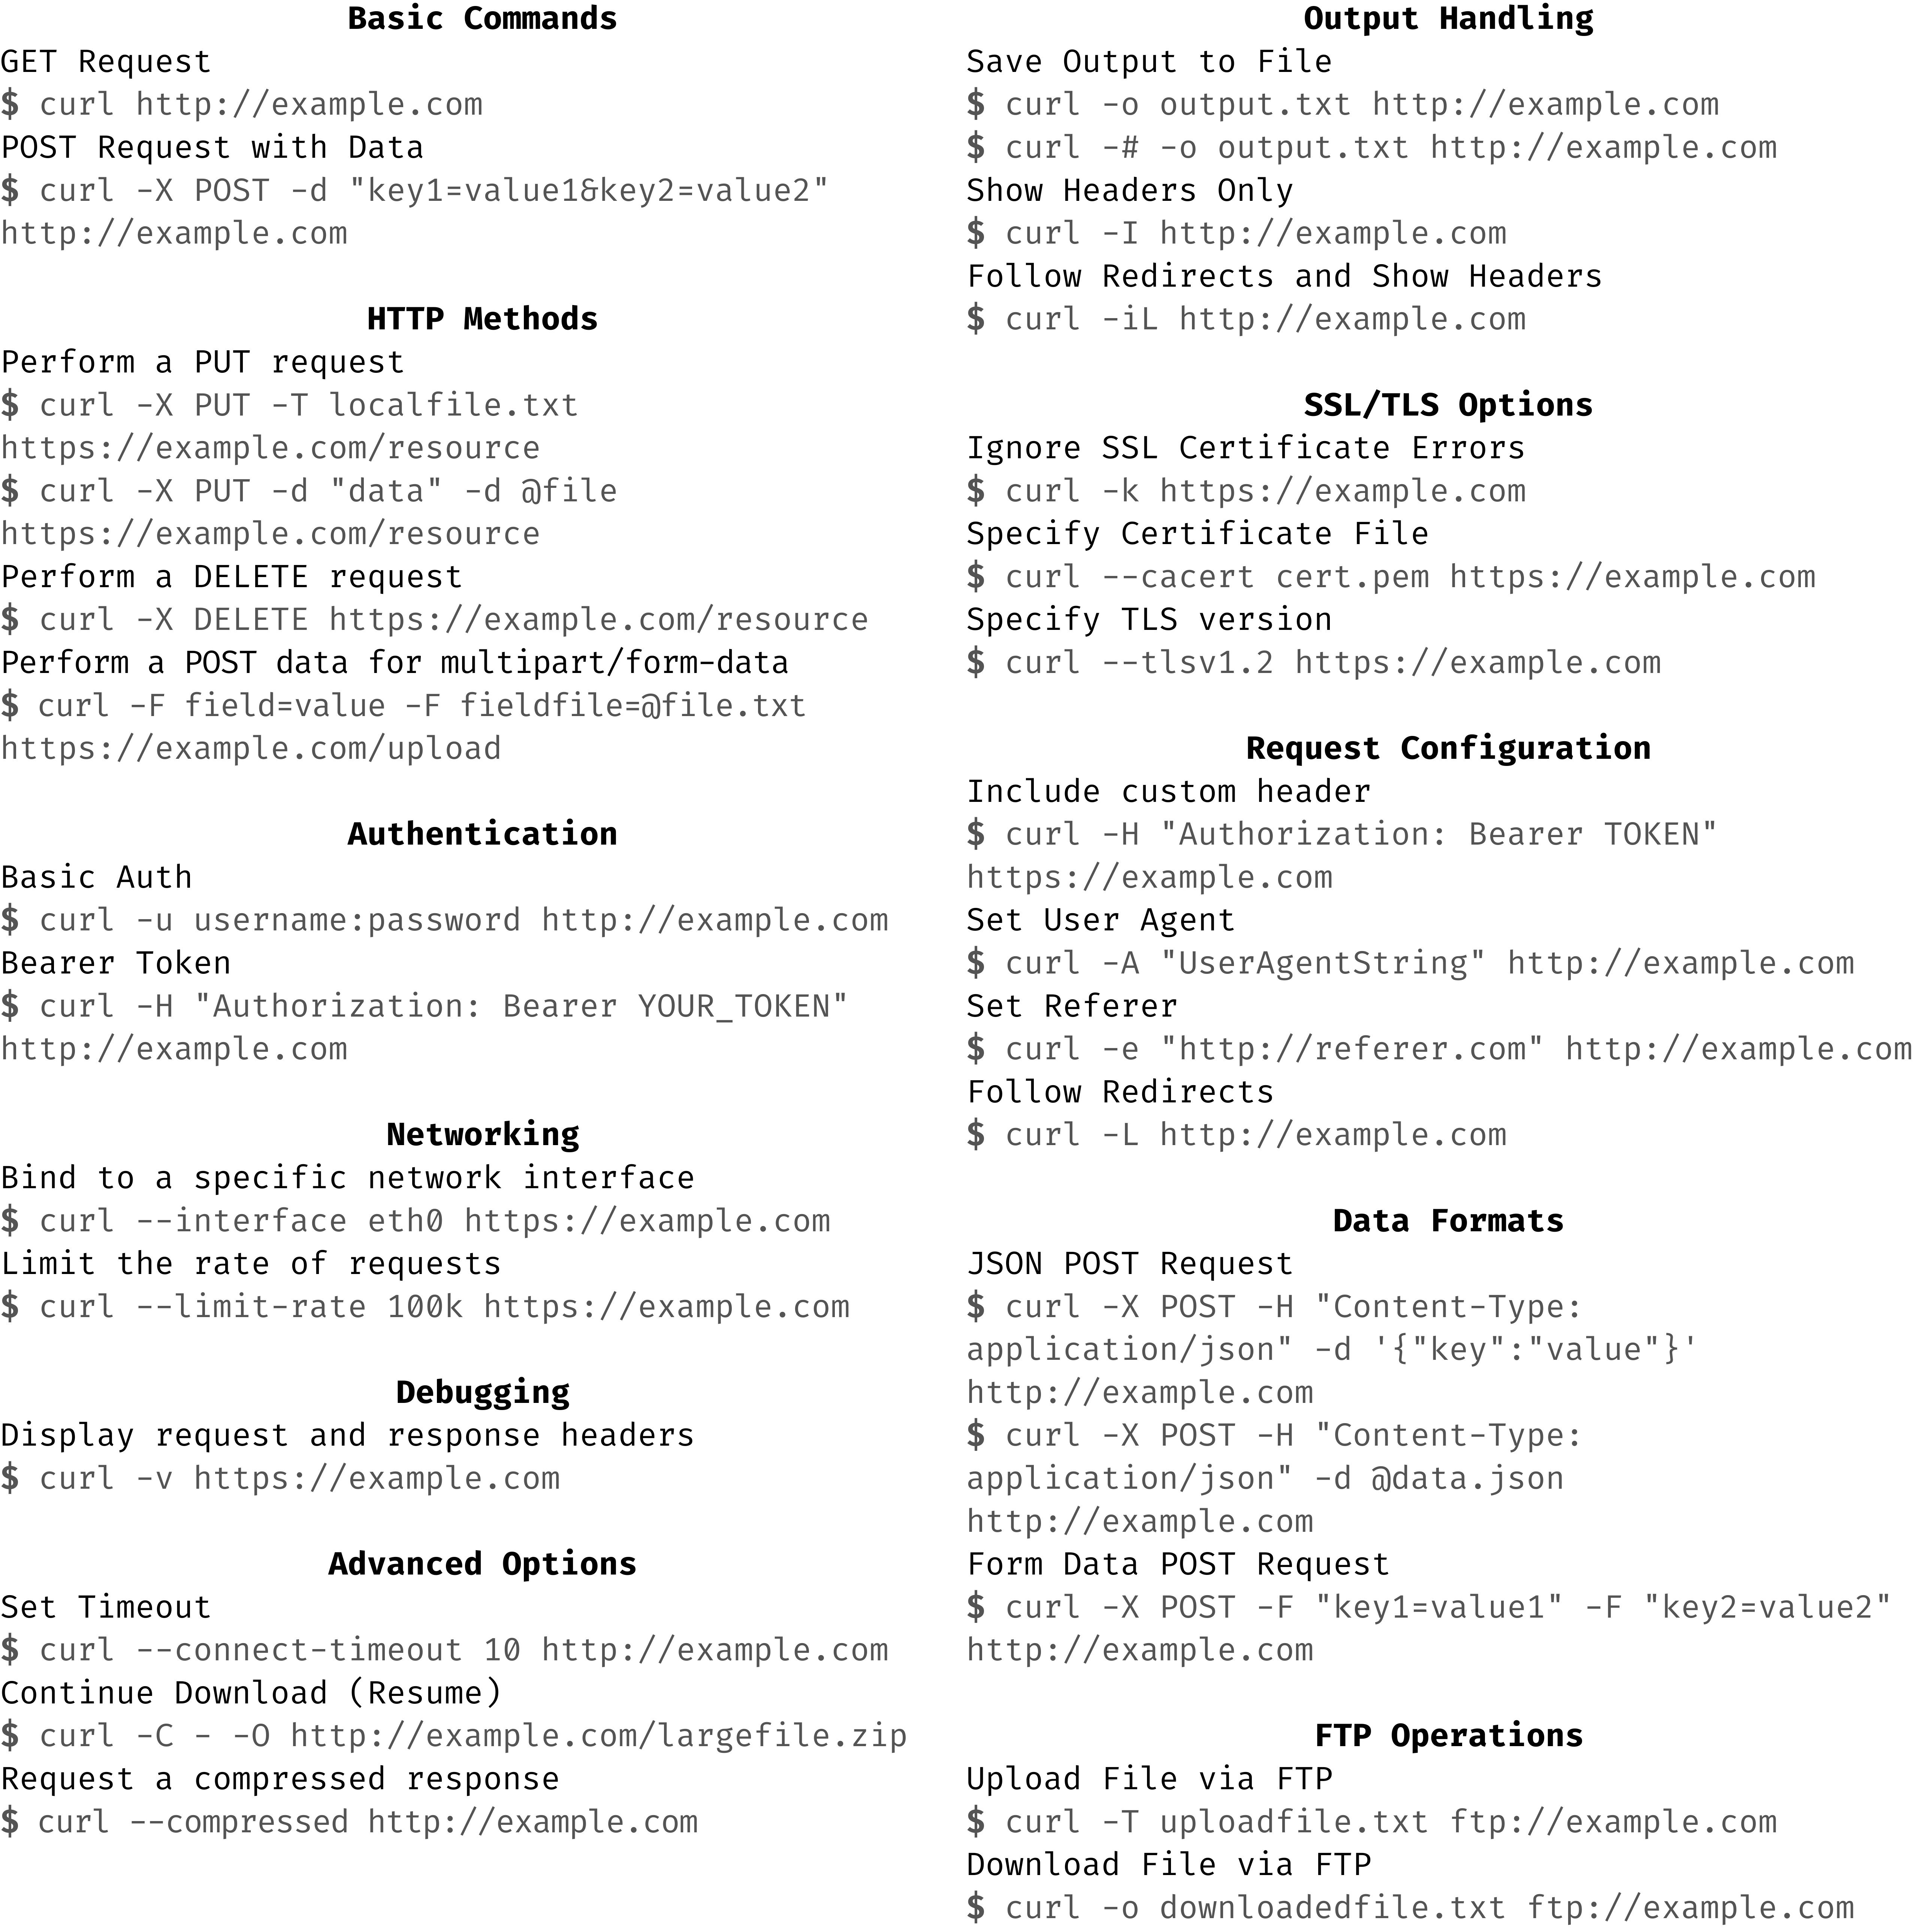 Basic Commands
GET Request
$ curl http://example.com
POST Request with Data
$ curl -X POST -d "key1=value1&key2=value2"
http://example.com
HTTP Methods
Perform a PUT request
$ curl -X PUT -T localfile.txt
https://example.com/resource
$ curl -X PUT -d "data" -d @file
https://example.com/resource
Perform a DELETE request
$ curl -X DELETE https://example.com/resource
Perform a POST data for multipart/form-data
$ curl -F field=value -F fieldfile=@file.txt
https://example.com/upload
Authentication
Basic Auth
$ curl -u username:password http://example.com
Bearer Token
$ curl -H "Authorization: Bearer YOUR_TOKEN"
http://example.com
Networking
Bind to a specific network interface
$ curl --interface eth0 https://example.com
Limit the rate of requests
$ curl --limit-rate 100k https://example.com
Debugging
Display request and response headers
$ curl -v https://example.com
Advanced Options
Set Timeout
$ curl --connect-timeout 10 http://example.com
Continue Download (Resume)
$ curl -C - -O http://example.com/largefile.zip
Request a compressed response
$ curl --compressed http://example.com
Output Handling
Save Output to File
$ curl -o output.txt http://example.com
$ curl -# -o output.txt http://example.com
Show Headers Only
$ curl -I http://example.com
Follow Redirects and Show Headers
$ curl -iL http://example.com
SSL/TLS Options
Ignore SSL Certificate Errors
$ curl -k https://example.com
Specify Certificate File
$ curl --cacert cert.pem https://example.com
Specify TLS version
$ curl --tlsv1.2 https://example.com
Request Configuration
Include custom header
$ curl -H "Authorization: Bearer TOKEN"
https://example.com
Set User Agent
$ curl -A "UserAgentString" http://example.com
Set Referer
$ curl -e "http://referer.com" http://example.com
Follow Redirects
$ curl -L http://example.com
Data Formats
JSON POST Request
$ curl -X POST -H "Content-Type:
application/json" -d '{"key":"value"}'
http://example.com
$ curl -X POST -H "Content-Type:
application/json" -d @data.json
http://example.com
Form Data POST Request
$ curl -X POST -F "key1=value1" -F "key2=value2"
http://example.com
FTP Operations
Upload File via FTP
$ curl -T uploadfile.txt ftp://example.com
Download File via FTP
$ curl -o downloadedfile.txt ftp://example.com